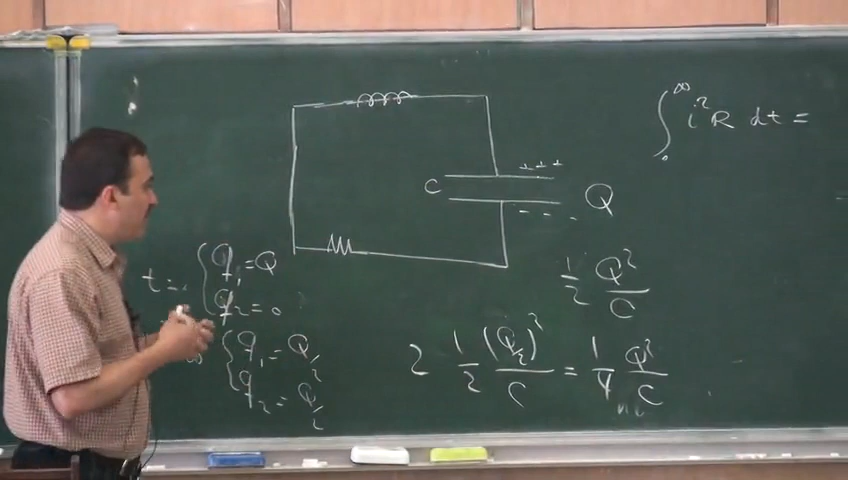 ∫₀^∞ i²R dt =
+ + +
C
- - - Q
t = 0 { q₁ = Q
q₂ = 0
∞ { q₁ = Q/2
q₂ = Q/2
1/2 Q²/C
2 1/2 (Q/2)²/C = 1/4 Q²/C